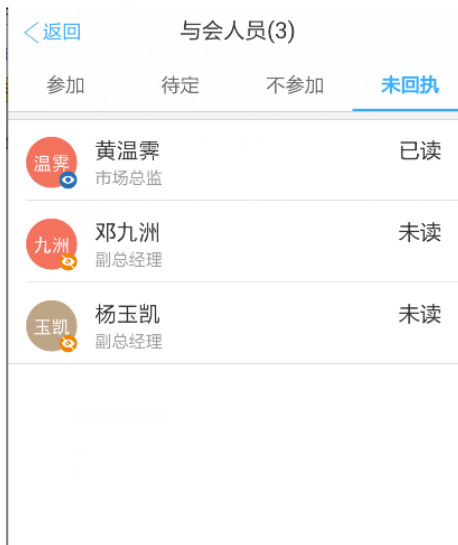 返回 与会人员(3)
参加 待定 不参加 未回执
温霁 黄温霁 已读
市场总监
九洲 邓九洲 未读
副总经理
玉凯 杨玉凯 未读
副总经理